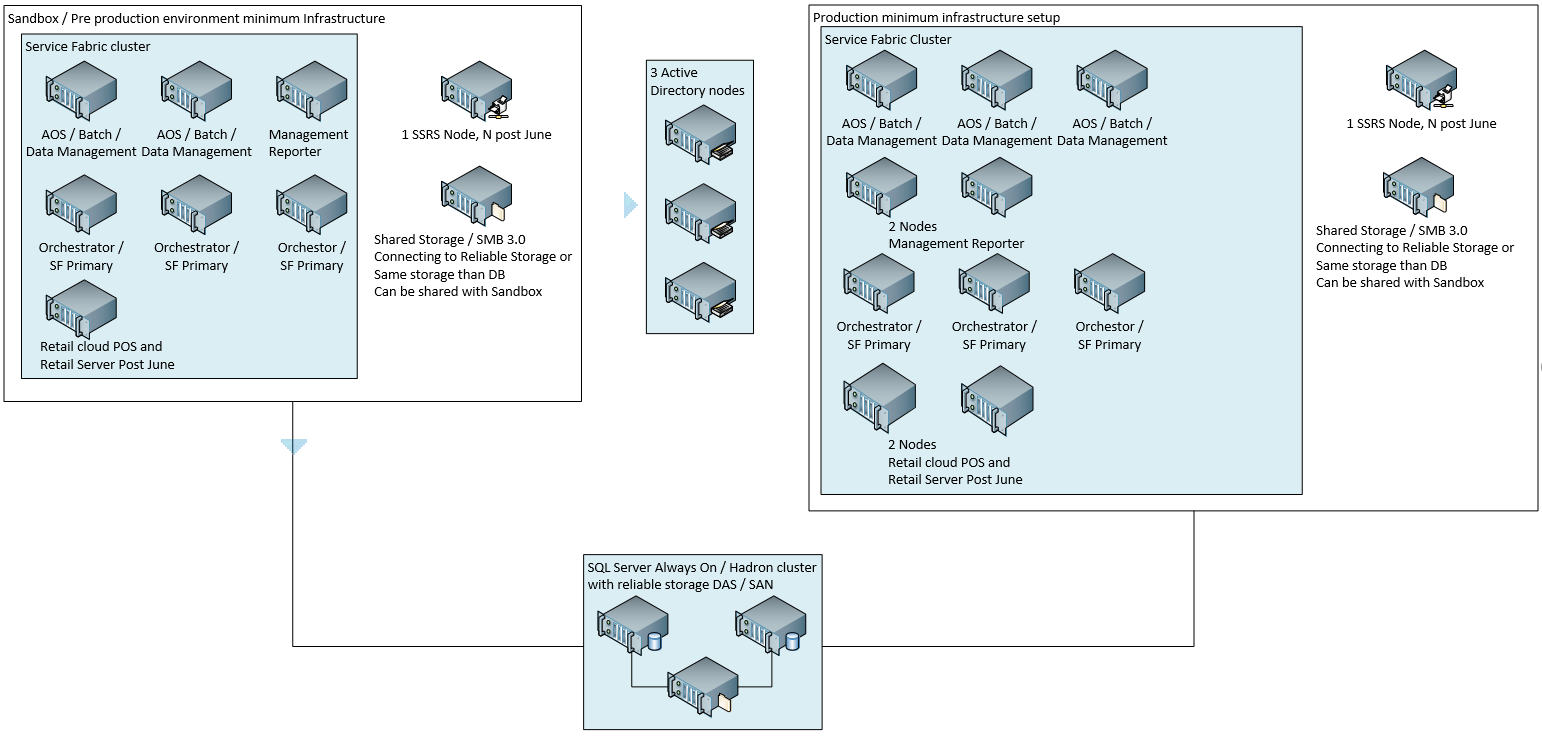 Sandbox / Pre production environment minimum Infrastructure
Service Fabric cluster
AOS / Batch /
Data Management
AOS / Batch /
Data Management
Management
Reporter
Orchestrator /
SF Primary
Orchestrator /
SF Primary
Orchestor /
SF Primary
Retail cloud POS and
Retail Server Post June
1 SSRS Node, N post June
Shared Storage / SMB 3.0
Connecting to Reliable Storage or
Same storage than DB
Can be shared with Sandbox
3 Active
Directory nodes
Production minimum infrastructure setup
Service Fabric Cluster
AOS / Batch /
Data Management
AOS / Batch /
Data Management
AOS / Batch /
Data Management
2 Nodes
Management Reporter
Orchestrator /
SF Primary
Orchestrator /
SF Primary
Orchestor /
SF Primary
2 Nodes
Retail cloud POS and
Retail Server Post June
1 SSRS Node, N post June
Shared Storage / SMB 3.0
Connecting to Reliable Storage or
Same storage than DB
Can be shared with Sandbox
SQL Server Always On / Hadron cluster
with reliable storage DAS / SAN